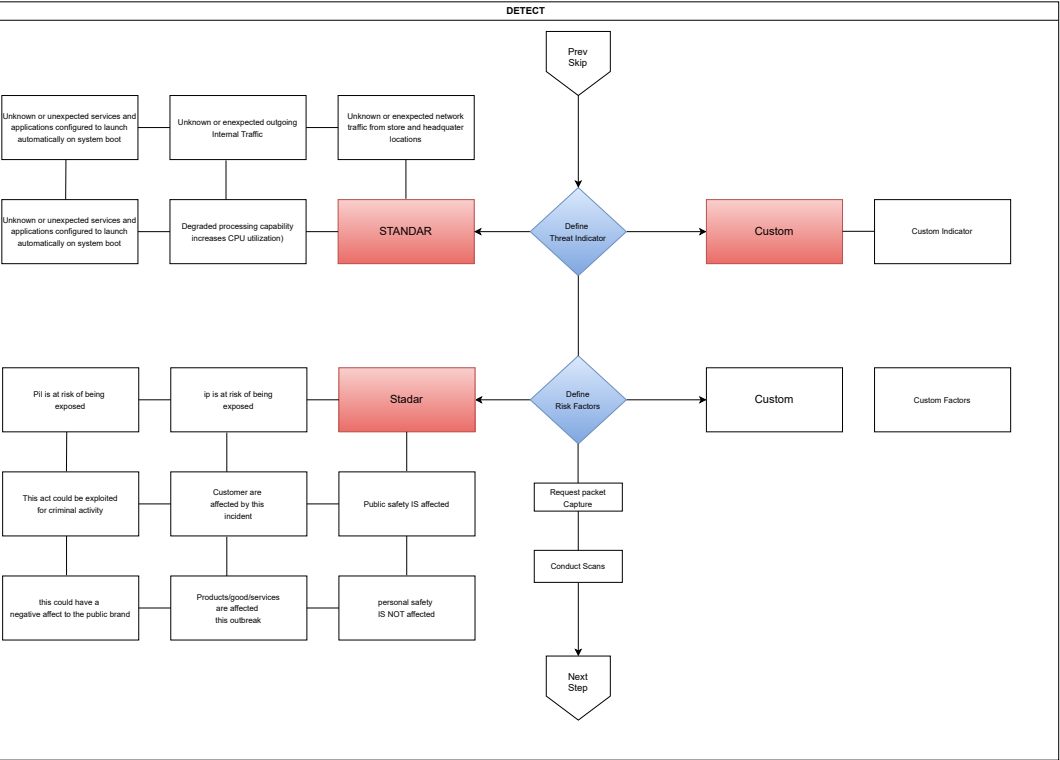 DETECT
Prev
Skip
Unknown or unexpected services and
applications configured to launch
automatically on system boot
Unknown or enexpected outgoing
Internal Traffic
Unknown or enexpected network
traffic from store and headquater
locations
Unknown or unexpected services and
applications configured to launch
automatically on system boot
Degraded processing capability
increases CPU utilization)
STANDAR
Define
Threat Indicator
Custom
Custom Indicator
Pil is at risk of being
exposed
ip is at risk of being
exposed
Stadar
Define
Risk Factors
Custom
Custom Factors
This act could be exploited
for criminal activity
Customer are
affected by this
incident
Public safety IS affected
Request packet
Capture
Conduct Scans
this could have a
negative affect to the public brand
Products/good/services
are affected
this outbreak
personal safety
IS NOT affected
Next
Step